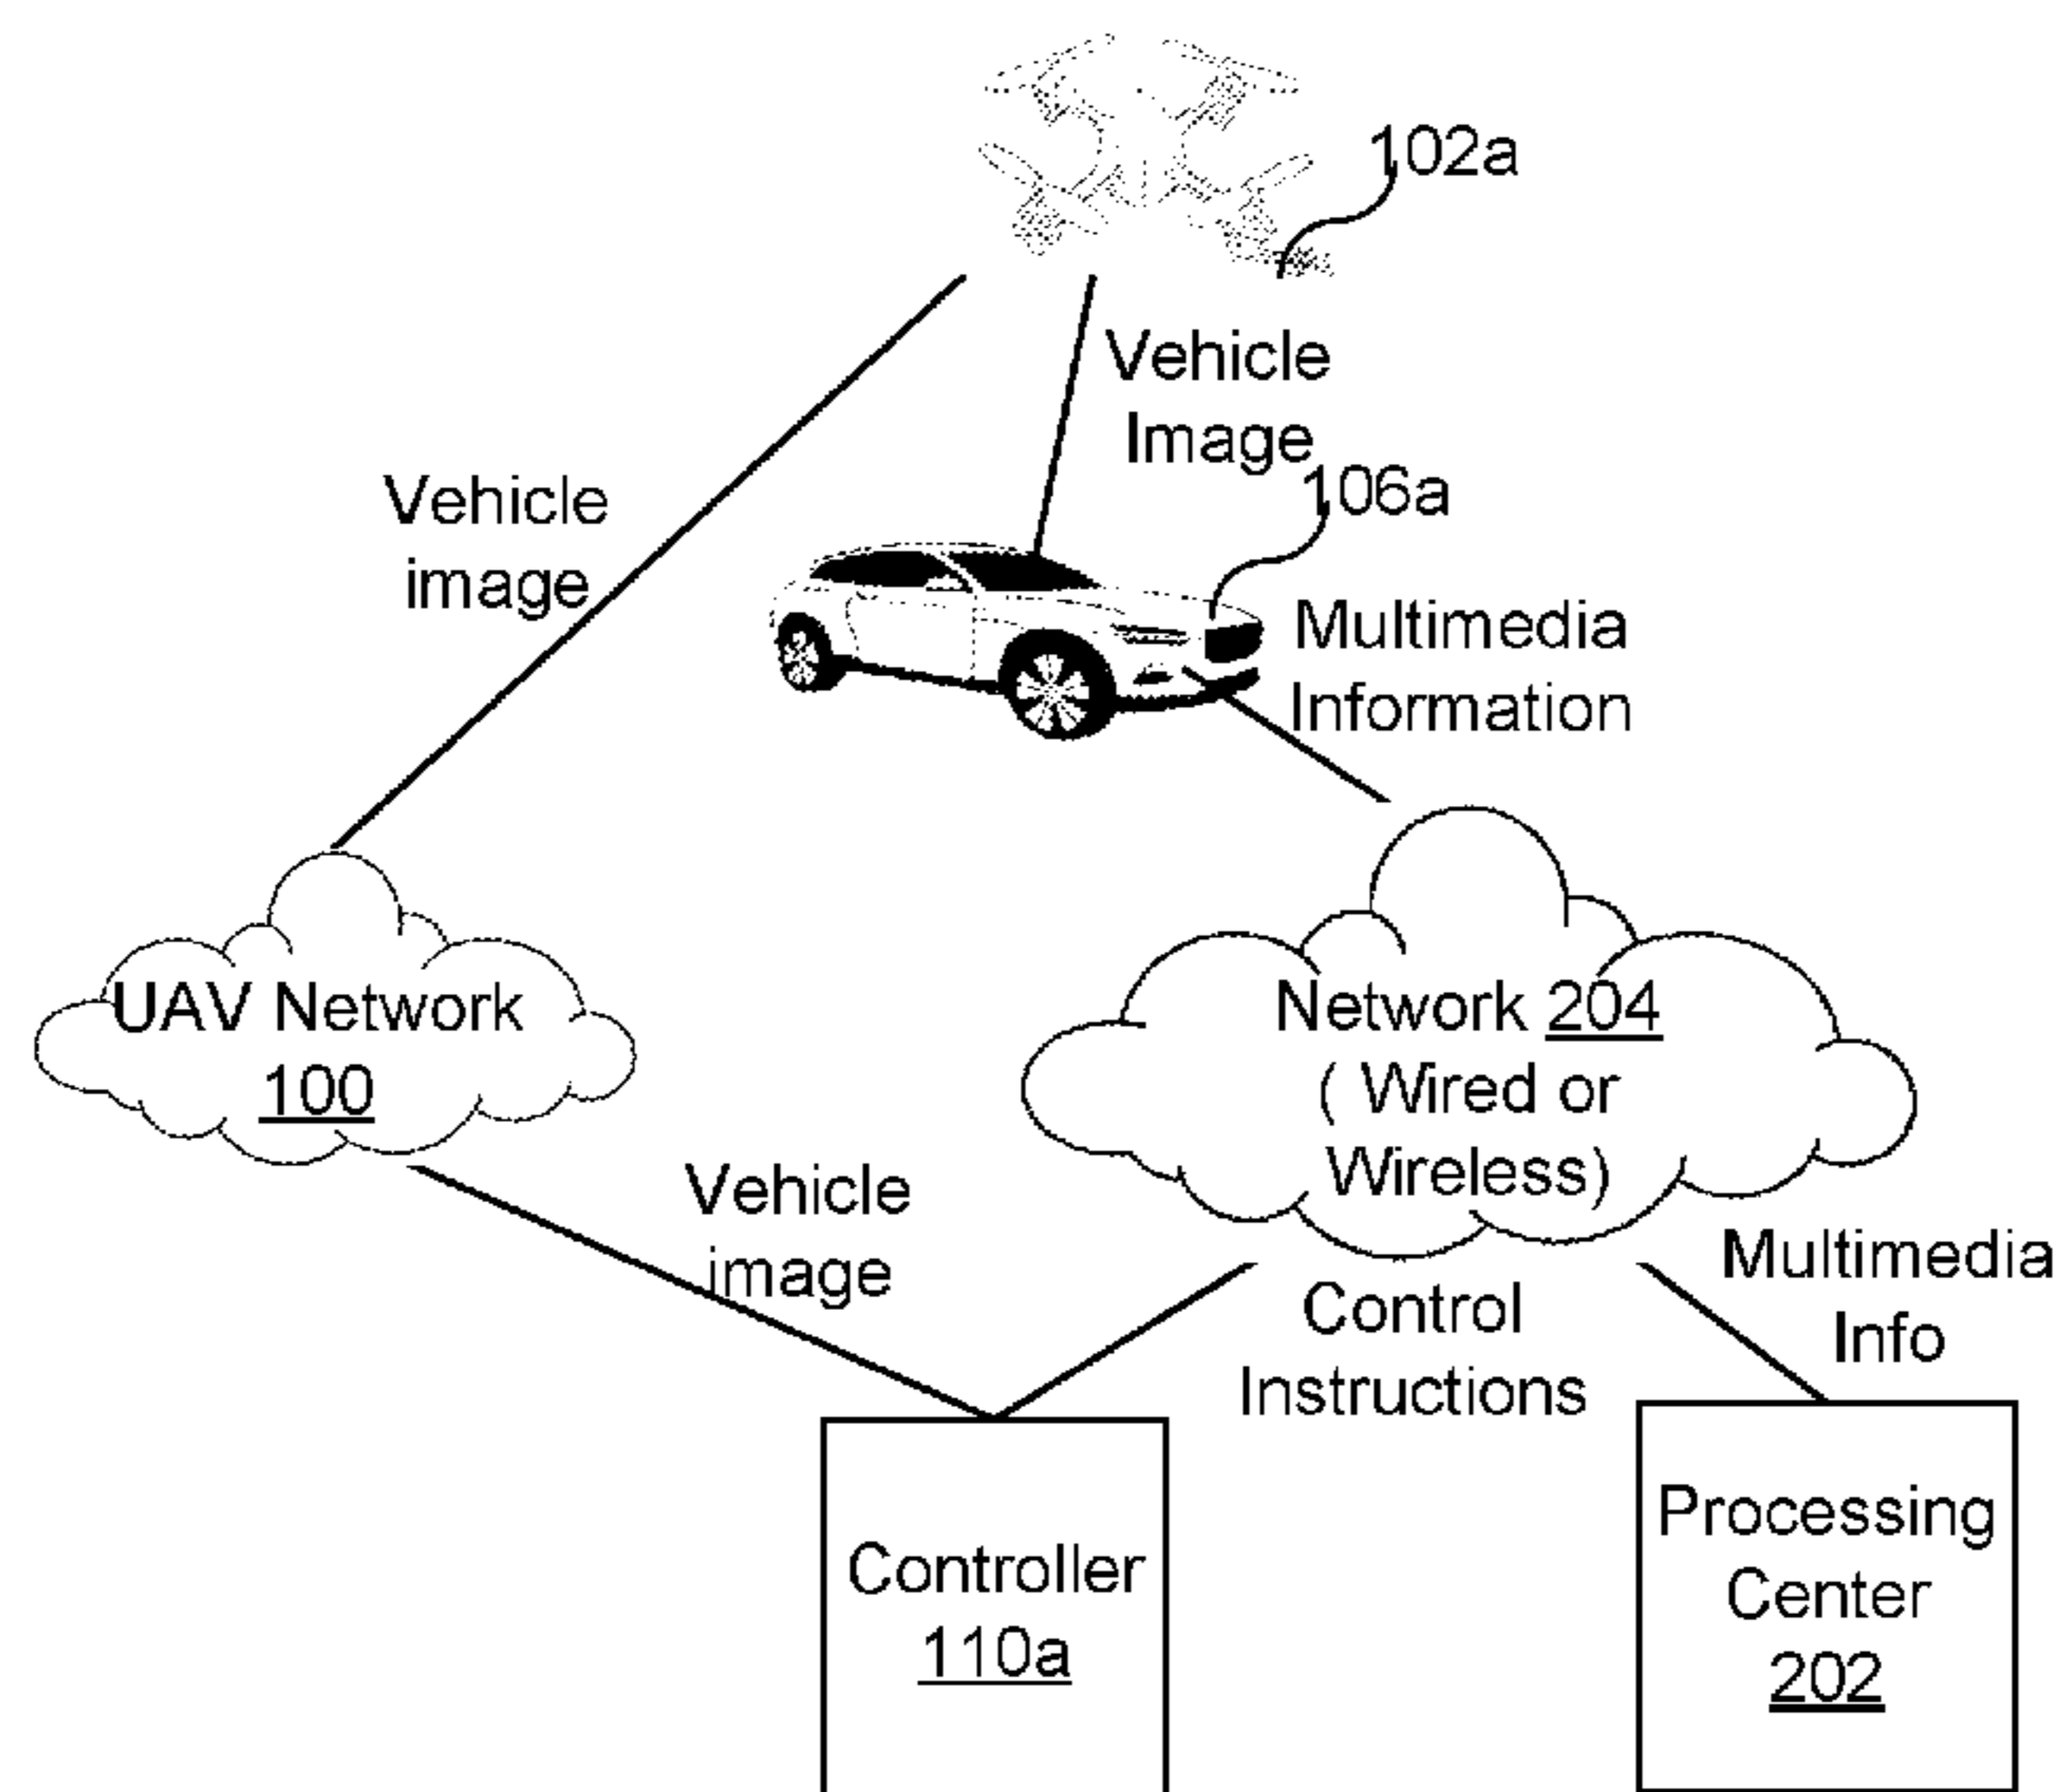 102a
Vehicle
Image
106a
Vehicle
image
Multimedia
Information
UAV Network
100
Network 204
( Wired or
Wireless)
Vehicle
image
Control
Instructions
Multimedia
Info
Controller
110a
Processing
Center
202